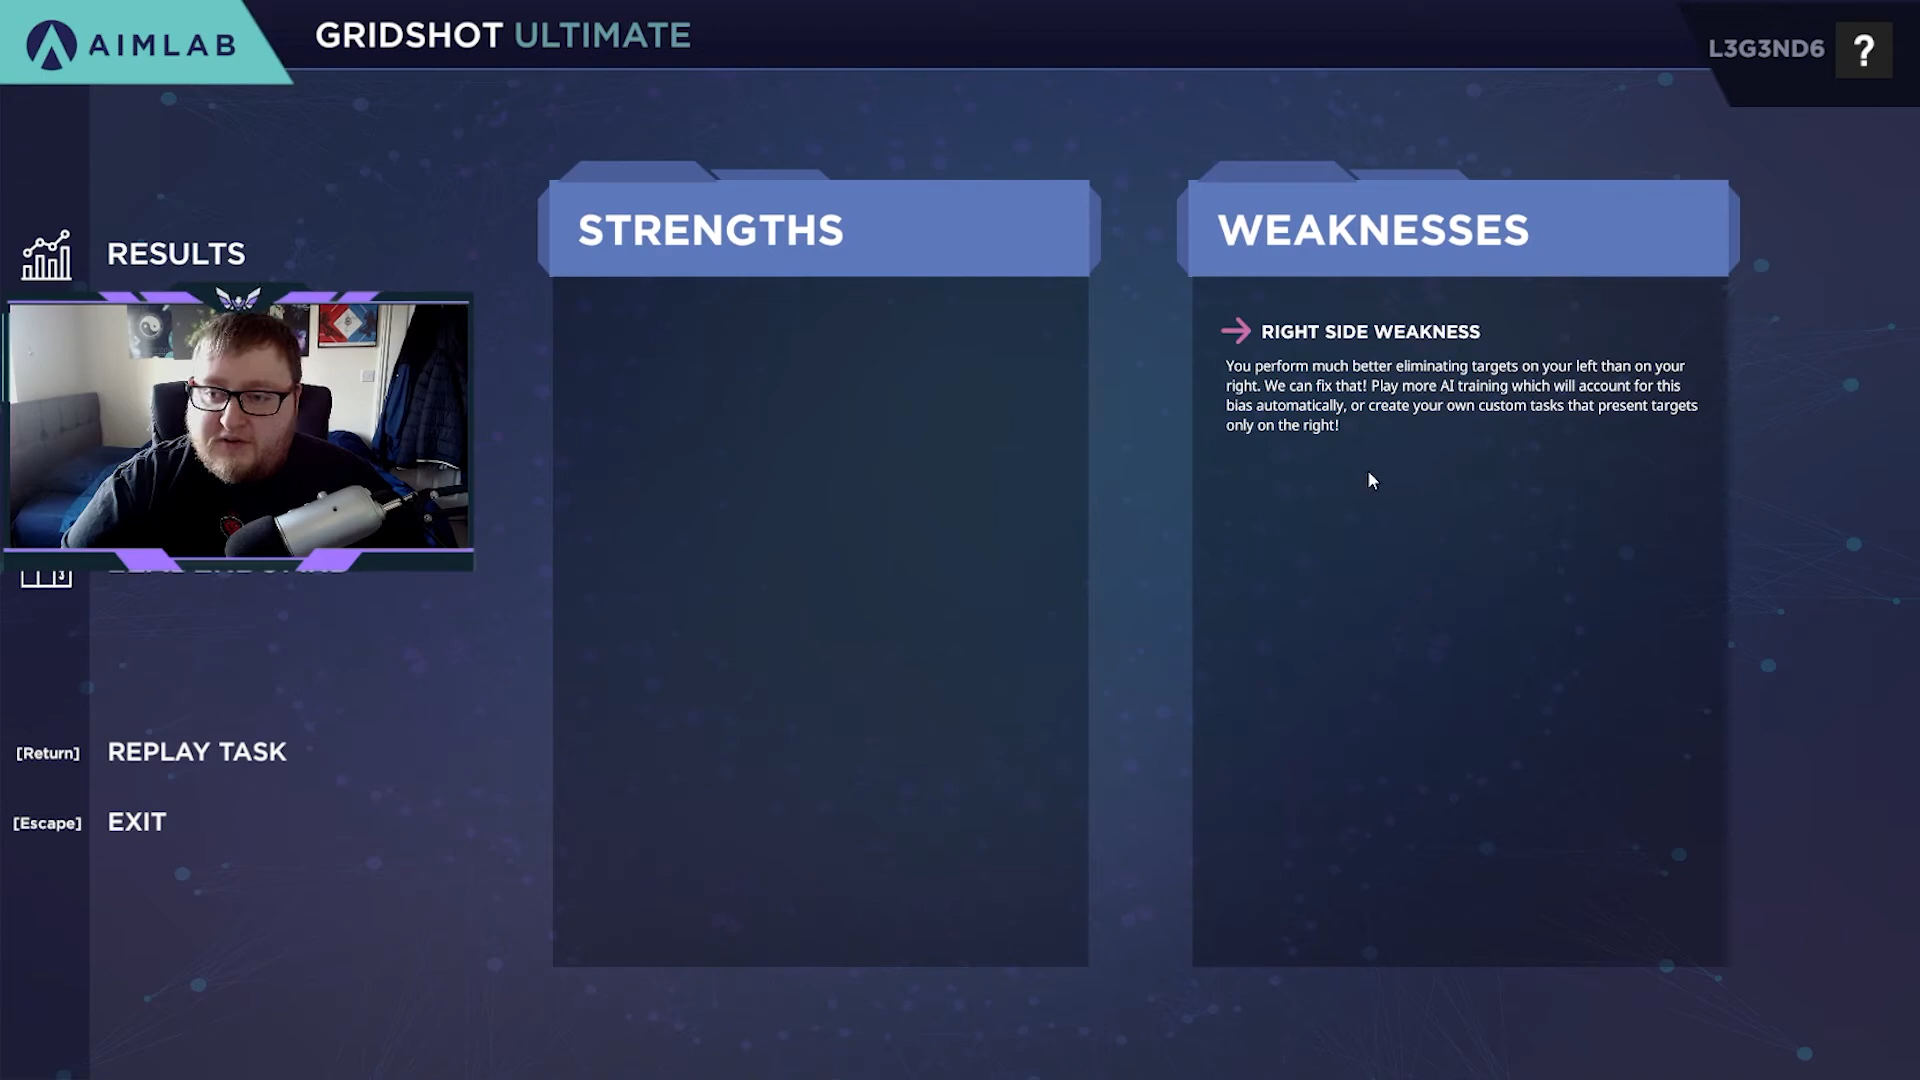 AIMLAB
GRIDSHOT ULTIMATE
L3G3ND6
?
RESULTS
STRENGTHS
WEAKNESSES
RIGHT SIDE WEAKNESS
You perform much better eliminating targets on your left than on your
right. We can fix that! Play more AI training which will account for this
bias automatically, or create your own custom tasks that present targets
only on the right!
3
[Return] REPLAY TASK
[Escape] EXIT